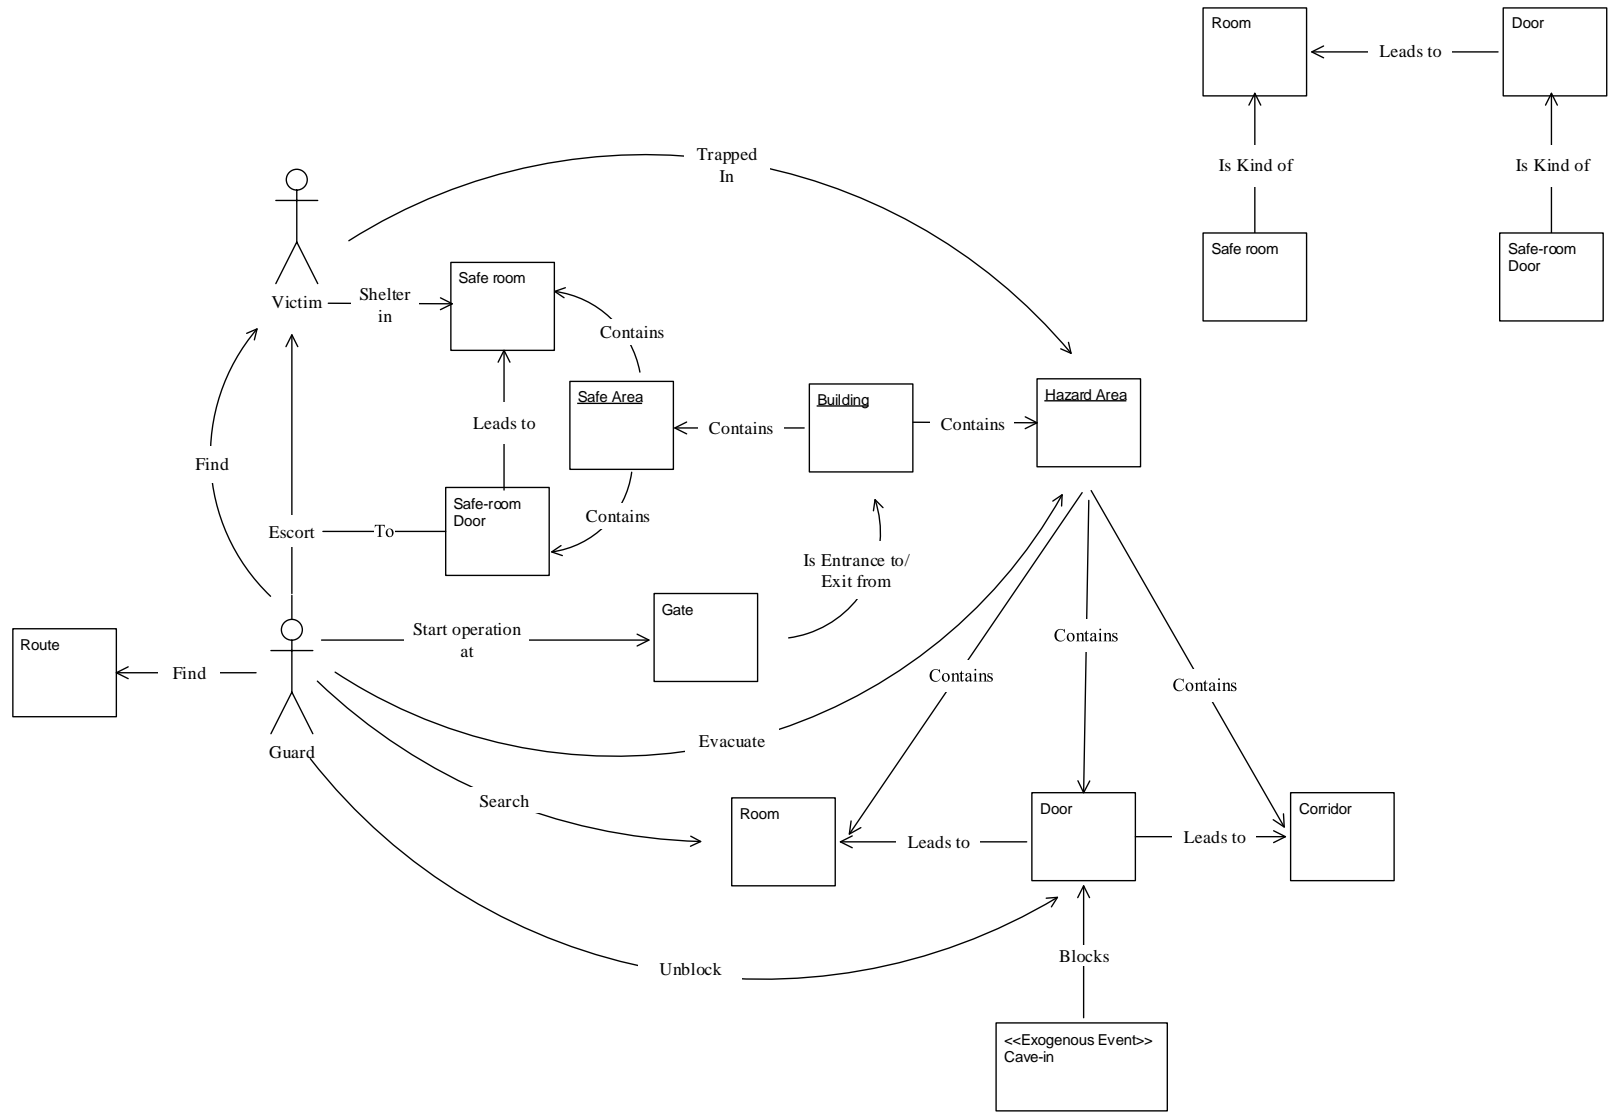 Room
Leads to
Door
Is Kind of
Is Kind of
Safe room
Safe-room
Door
Trapped
In
Victim
Shelter
in
Safe room
Contains
Leads to
Safe Area
Contains
Building
Contains
Hazard Area
Find
Safe-room
Door
Contains
Escort
To
Is Entrance to/
Exit from
Gate
Start operation
at
Route
Find
Guard
Contains
Contains
Contains
Evacuate
Search
Room
Leads to
Door
Leads to
Corridor
Unblock
Blocks
<<Exogenous Event>>
Cave-in